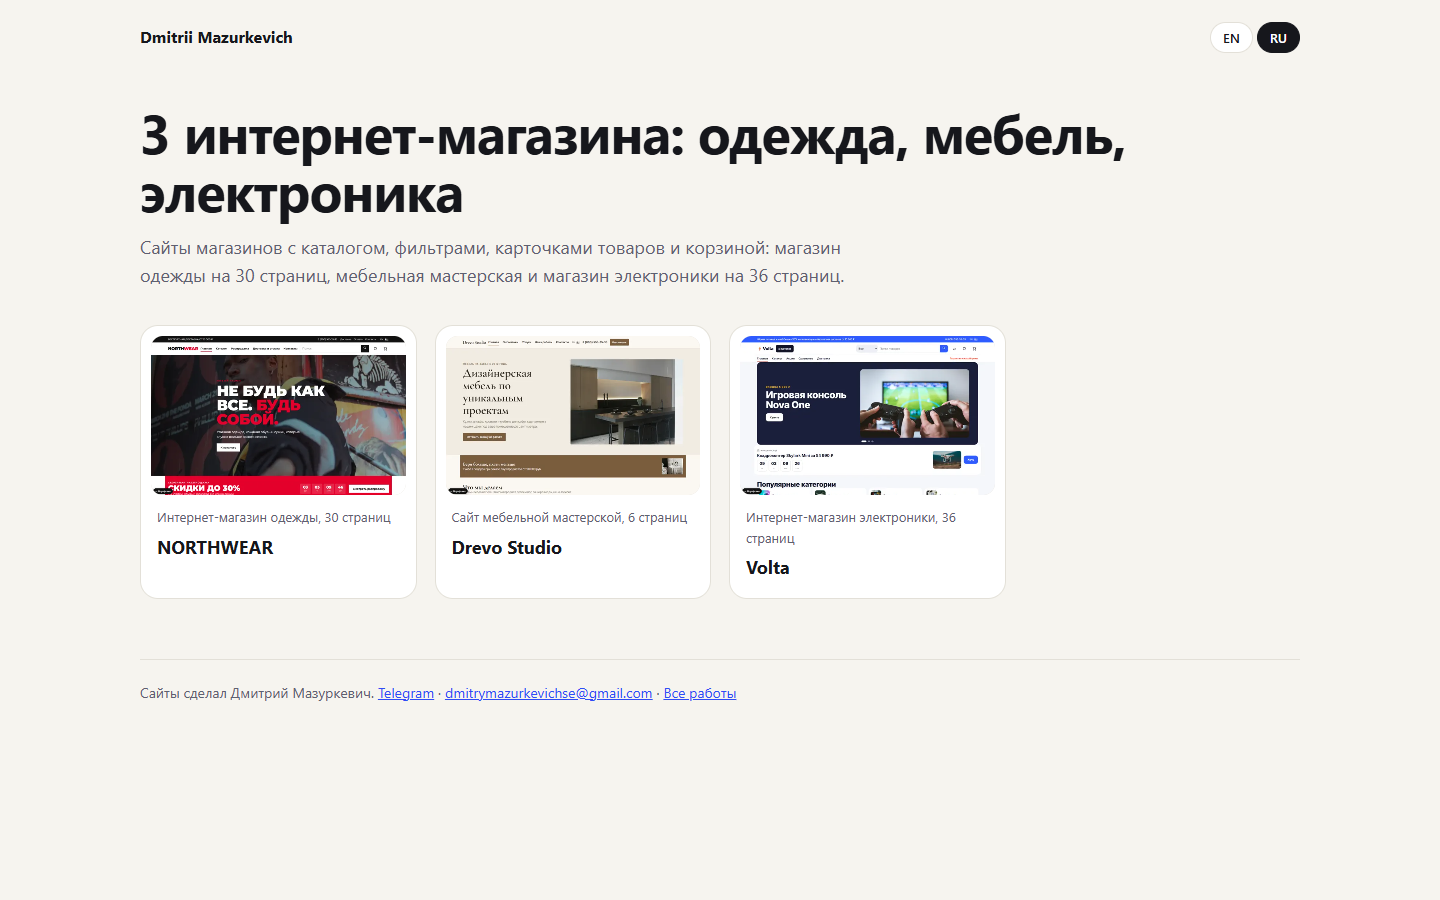 Dmitrii Mazurkevich
EN
RU
3 интернет-магазина: одежда, мебель,
электроника
Сайты магазинов с каталогом, фильтрами, карточками товаров и корзиной: магазин
одежды на 30 страниц, мебельная мастерская и магазин электроники на 36 страниц.
NORTHWEAR
НЕ БУДЬ КАК
ВСЕ. БУДЬ
СОБОЙ.
СКИДКИ ДО 30%
Интернет-магазин одежды, 30 страниц
NORTHWEAR
Drevo Studio
Дизайнерская
мебель по
уникальным
проектам
Сайт мебельной мастерской, 6 страниц
Drevo Studio
Volta
Игровая консоль
Nova One
Популярные категории
Интернет-магазин электроники, 36
страниц
Volta
Сайты сделал Дмитрий Мазуркевич. Telegram · dmitrymazurkevichse@gmail.com · Все работы